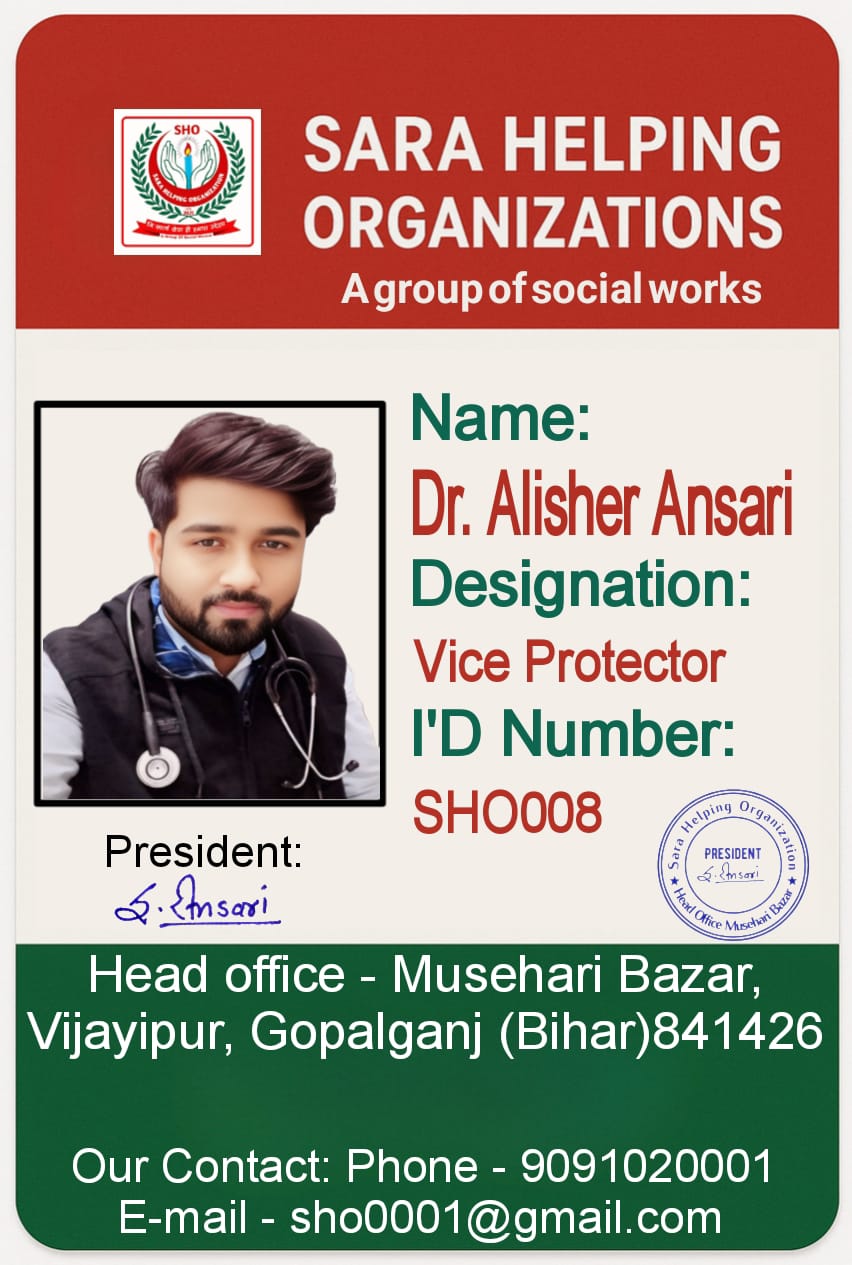 SHO
SARA HELPING ORGANIZATION
SARA HELPING
ORGANIZATIONS
A group of social works
Name:
Dr. Alisher Ansari
Designation:
Vice Protector
I'D Number:
SHO008
President:
S. Ansari
Sara Helping Organization
PRESIDENT
S. Ansari
★ Head Office Musehari Bazar ★
Head office - Musehari Bazar,
Vijayipur, Gopalganj (Bihar)841426
Our Contact: Phone - 9091020001
E-mail - sho0001@gmail.com